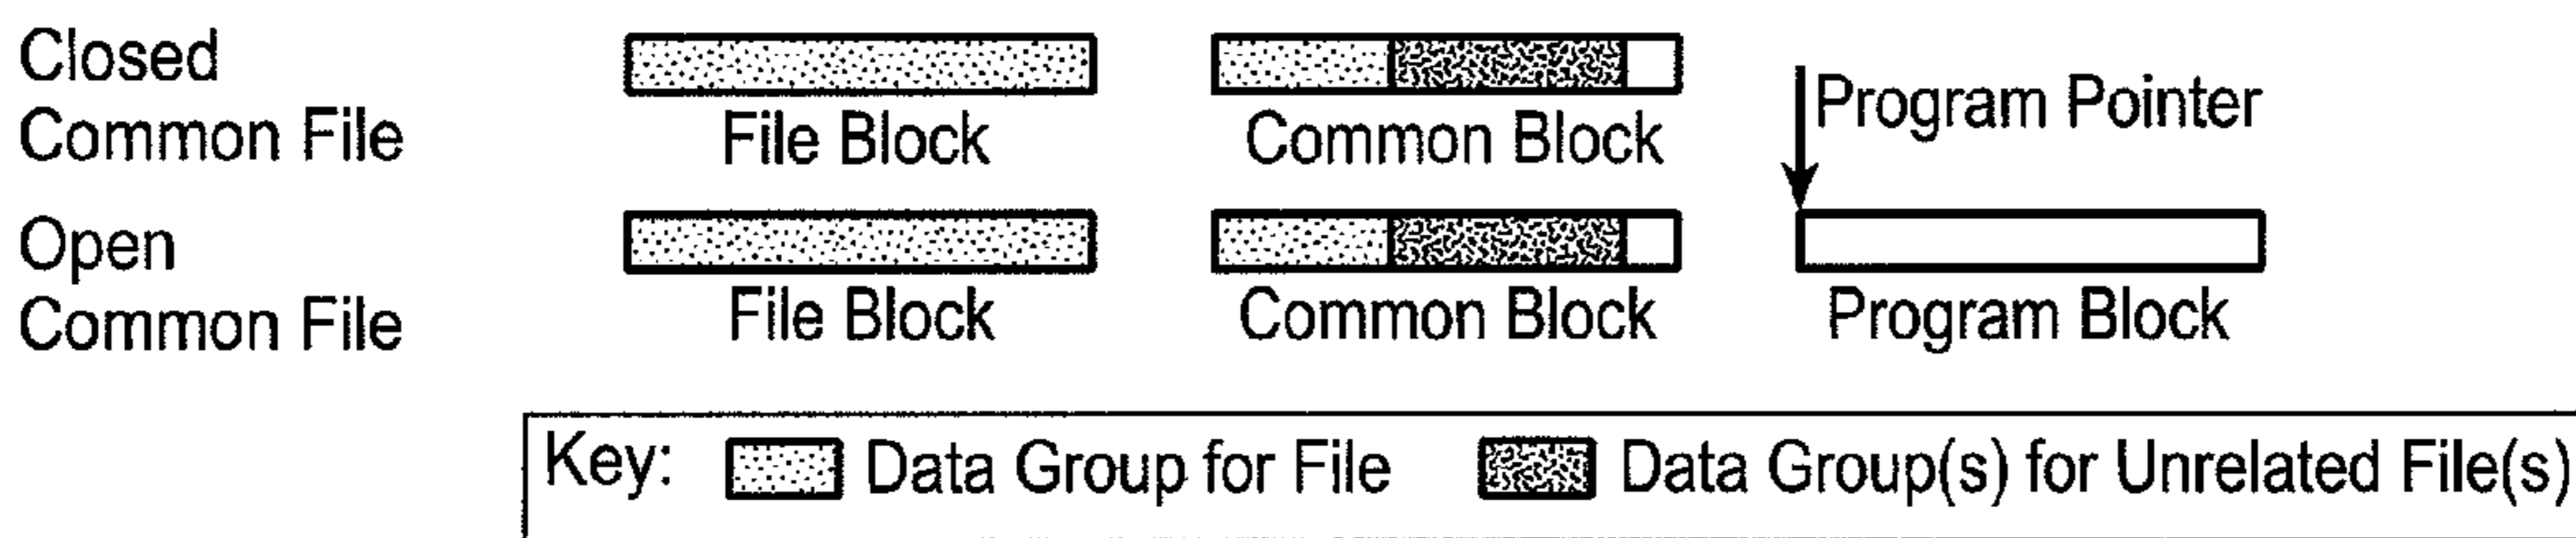 Closed
Common File
File Block
Common Block
Program Pointer
Open
Common File
File Block
Common Block
Program Block
Key: Data Group for File Data Group(s) for Unrelated File(s)